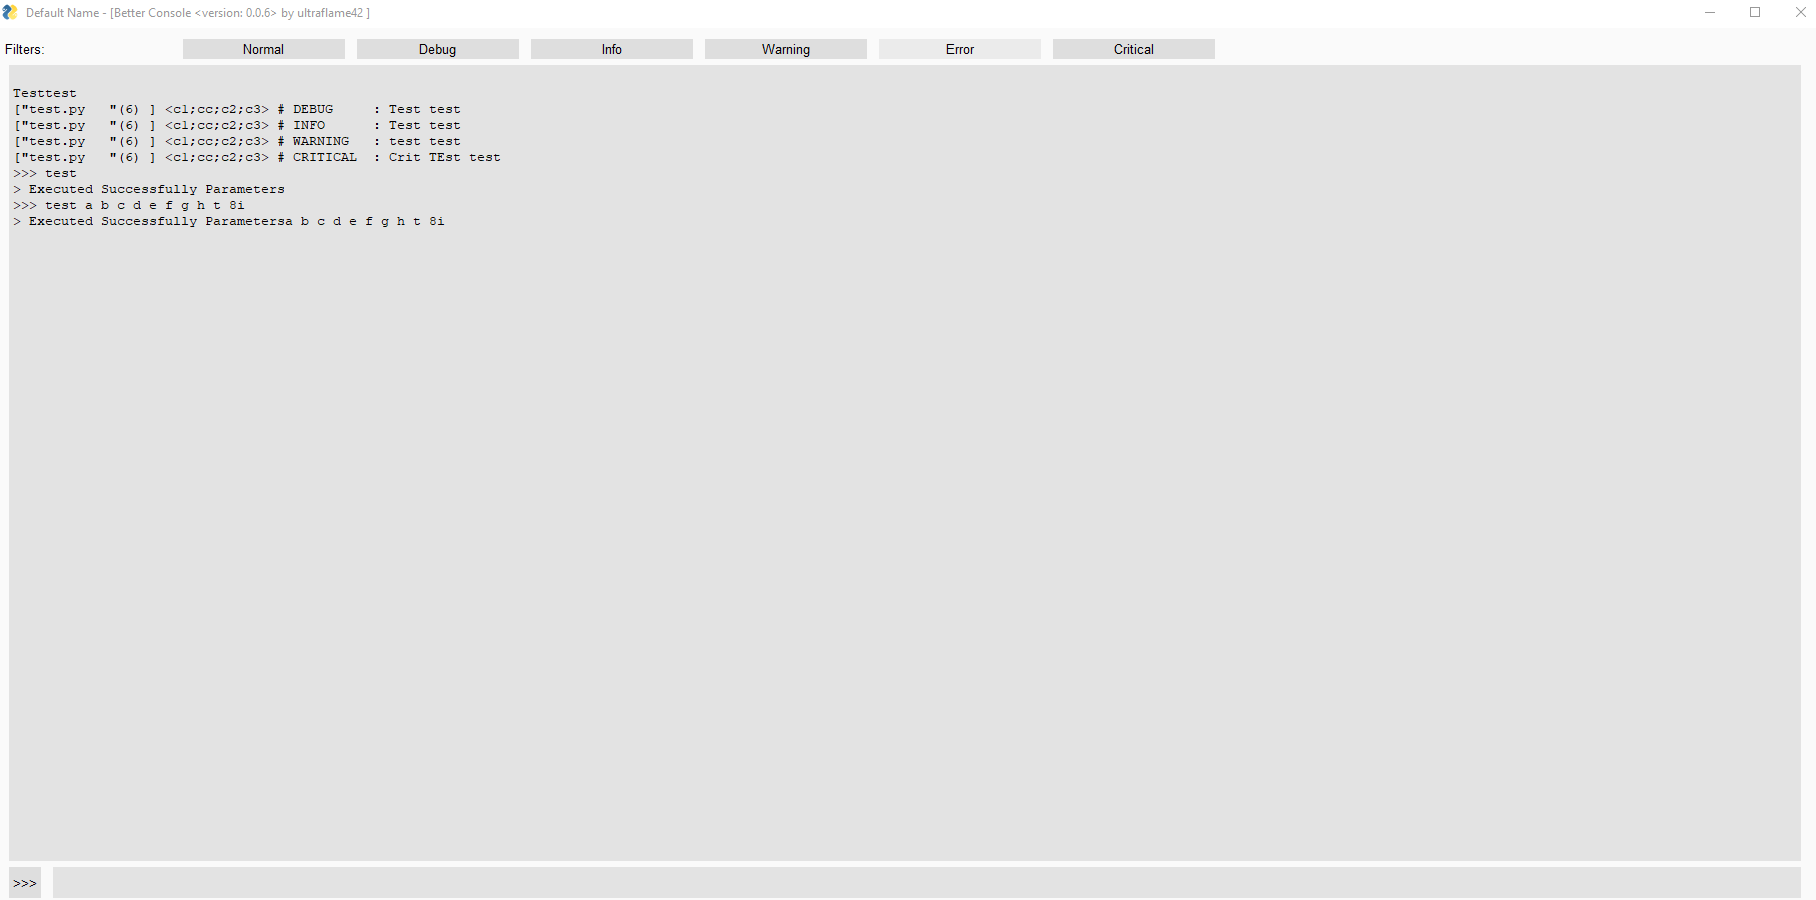 Default Name - [Better Console <version: 0.0.6> by ultraflame42 ]
Filters: Normal Debug Info Warning Error Critical
Testtest
["test.py   "(6) ] <c1;cc;c2;c3> # DEBUG     : Test test
["test.py   "(6) ] <c1;cc;c2;c3> # INFO      : Test test
["test.py   "(6) ] <c1;cc;c2;c3> # WARNING   : test test
["test.py   "(6) ] <c1;cc;c2;c3> # CRITICAL  : Crit TEst test
>>> test
> Executed Successfully Parameters
>>> test a b c d e f g h t 8i
> Executed Successfully Parametersa b c d e f g h t 8i
>>>